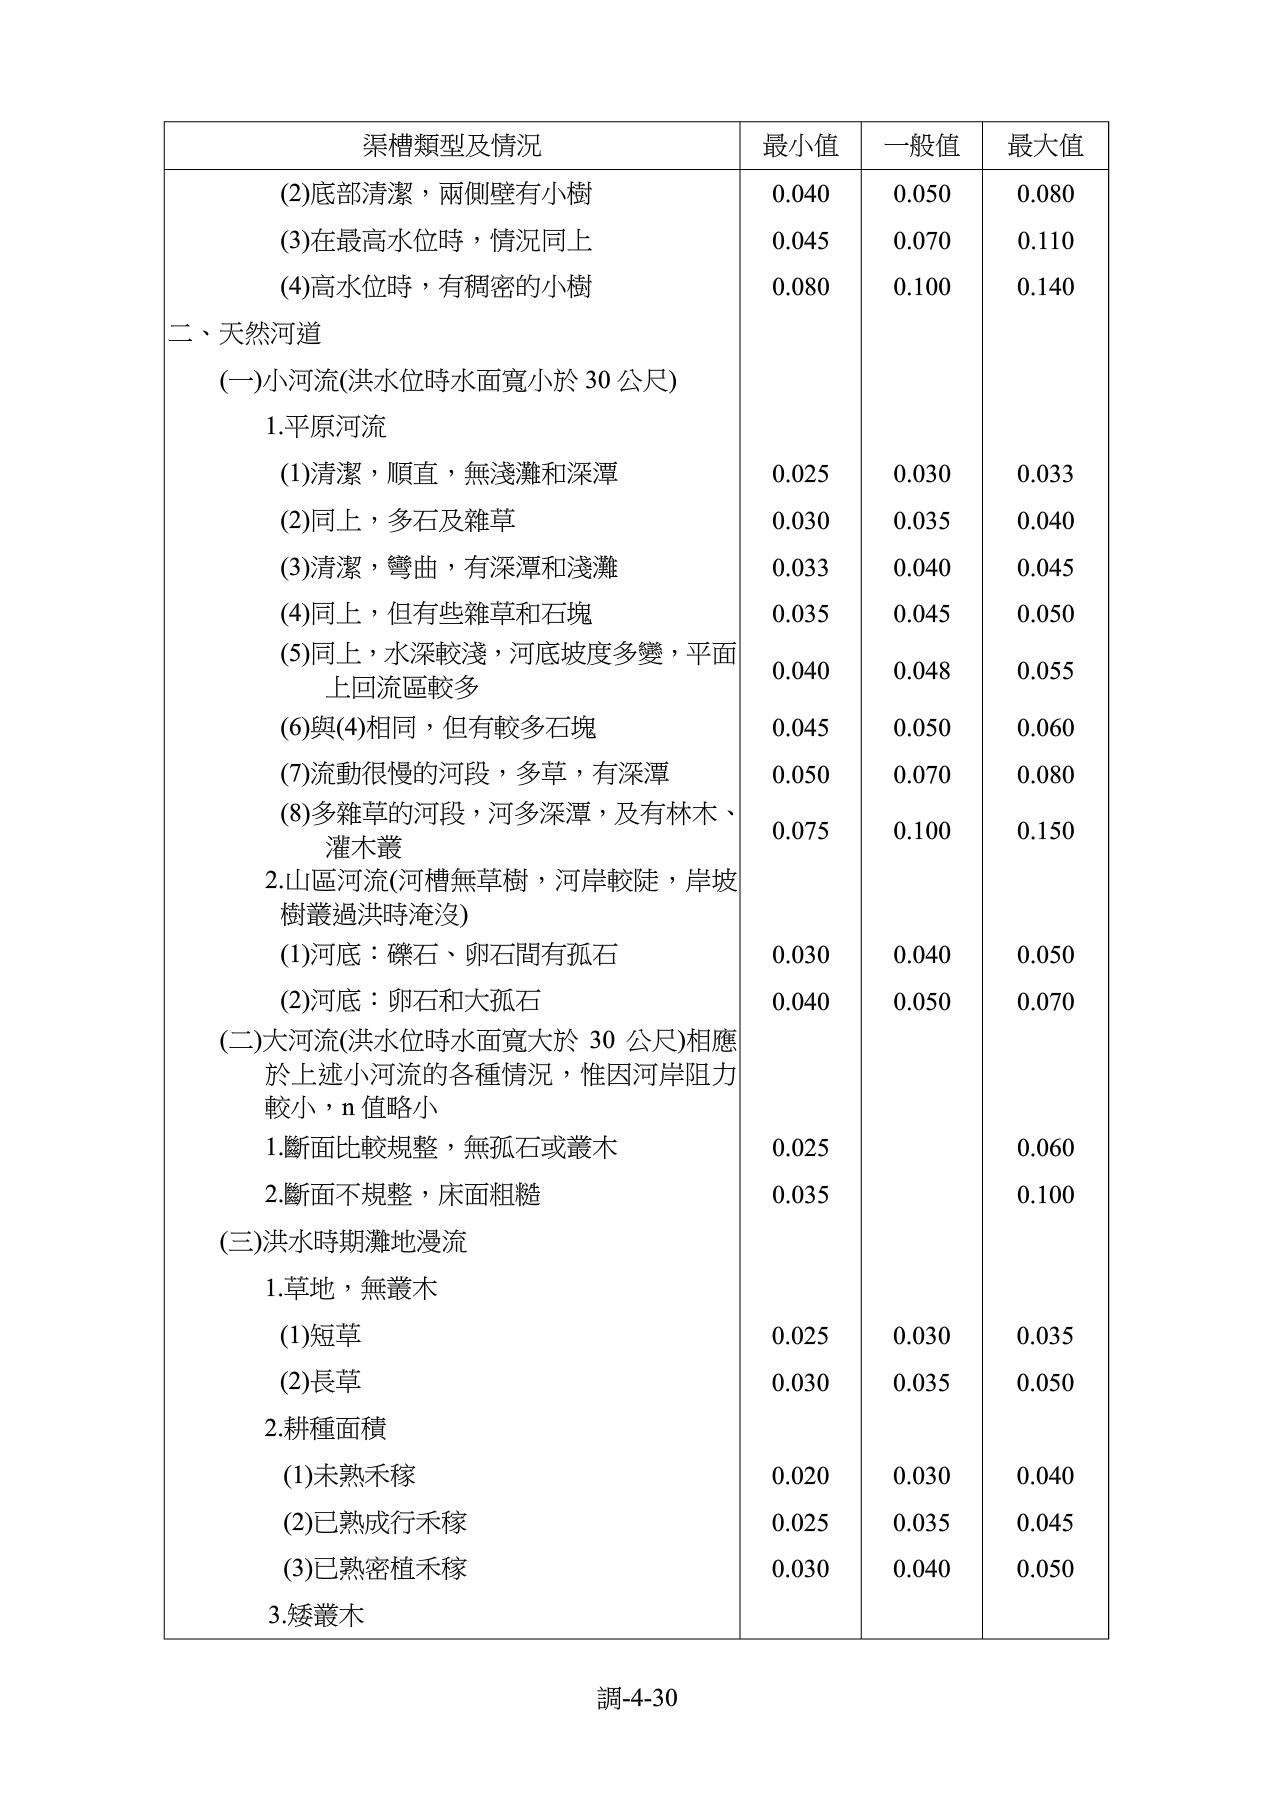 渠槽類型及情況 最小值 一般值 最大值
(2)底部清潔，兩側壁有小樹 0.040 0.050 0.080
(3)在最高水位時，情況同上 0.045 0.070 0.110
(4)高水位時，有稠密的小樹 0.080 0.100 0.140
二、天然河道
(一)小河流(洪水位時水面寬小於 30 公尺)
1.平原河流
(1)清潔，順直，無淺灘和深潭 0.025 0.030 0.033
(2)同上，多石及雜草 0.030 0.035 0.040
(3)清潔，彎曲，有深潭和淺灘 0.033 0.040 0.045
(4)同上，但有些雜草和石塊 0.035 0.045 0.050
(5)同上，水深較淺，河底坡度多變，平面
上回流區較多 0.040 0.048 0.055
(6)與(4)相同，但有較多石塊 0.045 0.050 0.060
(7)流動很慢的河段，多草，有深潭 0.050 0.070 0.080
(8)多雜草的河段，河多深潭，及有林木、
灌木叢 0.075 0.100 0.150
2.山區河流(河槽無草樹，河岸較陡，岸坡
樹叢過洪時淹沒)
(1)河底：礫石、卵石間有孤石 0.030 0.040 0.050
(2)河底：卵石和大孤石 0.040 0.050 0.070
(二)大河流(洪水位時水面寬大於 30 公尺)相應
於上述小河流的各種情況，惟因河岸阻力
較小，n 值略小
1.斷面比較規整，無孤石或叢木 0.025 0.060
2.斷面不規整，床面粗糙 0.035 0.100
(三)洪水時期灘地漫流
1.草地，無叢木
(1)短草 0.025 0.030 0.035
(2)長草 0.030 0.035 0.050
2.耕種面積
(1)未熟禾稼 0.020 0.030 0.040
(2)已熟成行禾稼 0.025 0.035 0.045
(3)已熟密植禾稼 0.030 0.040 0.050
3.矮叢木
調-4-30